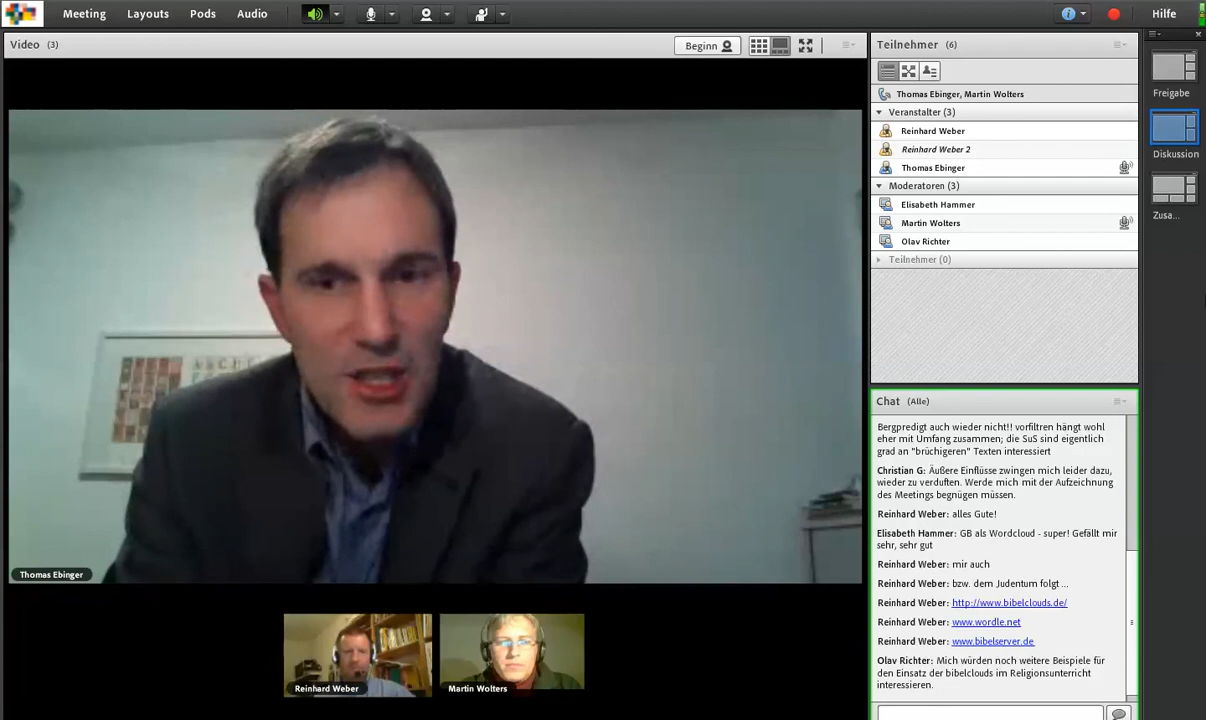 Meeting Layouts Pods Audio Hilfe
Video (3) Beginn
Thomas Ebinger
Reinhard Weber
Martin Wolters
Teilnehmer (6)
Thomas Ebinger, Martin Wolters
Veranstalter (3)
Reinhard Weber
Reinhard Weber 2
Thomas Ebinger
Moderatoren (3)
Elisabeth Hammer
Martin Wolters
Olav Richter
Teilnehmer (0)
Chat (Alle)
Bergpredigt auch wieder nicht!! vorfiltren hängt wohl
eher mit Umfang zusammen; die SuS sind eigentlich
grad an "brüchigeren" Texten interessiert
Christian G: Äußere Einflüsse zwingen mich leider dazu,
wieder zu verduften. Werde mich mit der Aufzeichnung
des Meetings begnügen müssen.
Reinhard Weber: alles Gute!
Elisabeth Hammer: GB als Wordcloud - super! Gefällt mir
sehr, sehr gut
Reinhard Weber: mir auch
Reinhard Weber: bzw. dem Judentum folgt ...
Reinhard Weber: http://www.bibelclouds.de/
Reinhard Weber: www.wordle.net
Reinhard Weber: www.bibelserver.de
Olav Richter: Mich würden noch weitere Beispiele für
den Einsatz der bibelclouds im Religionsunterricht
interessieren.
Freigabe
Diskussion
Zusa...